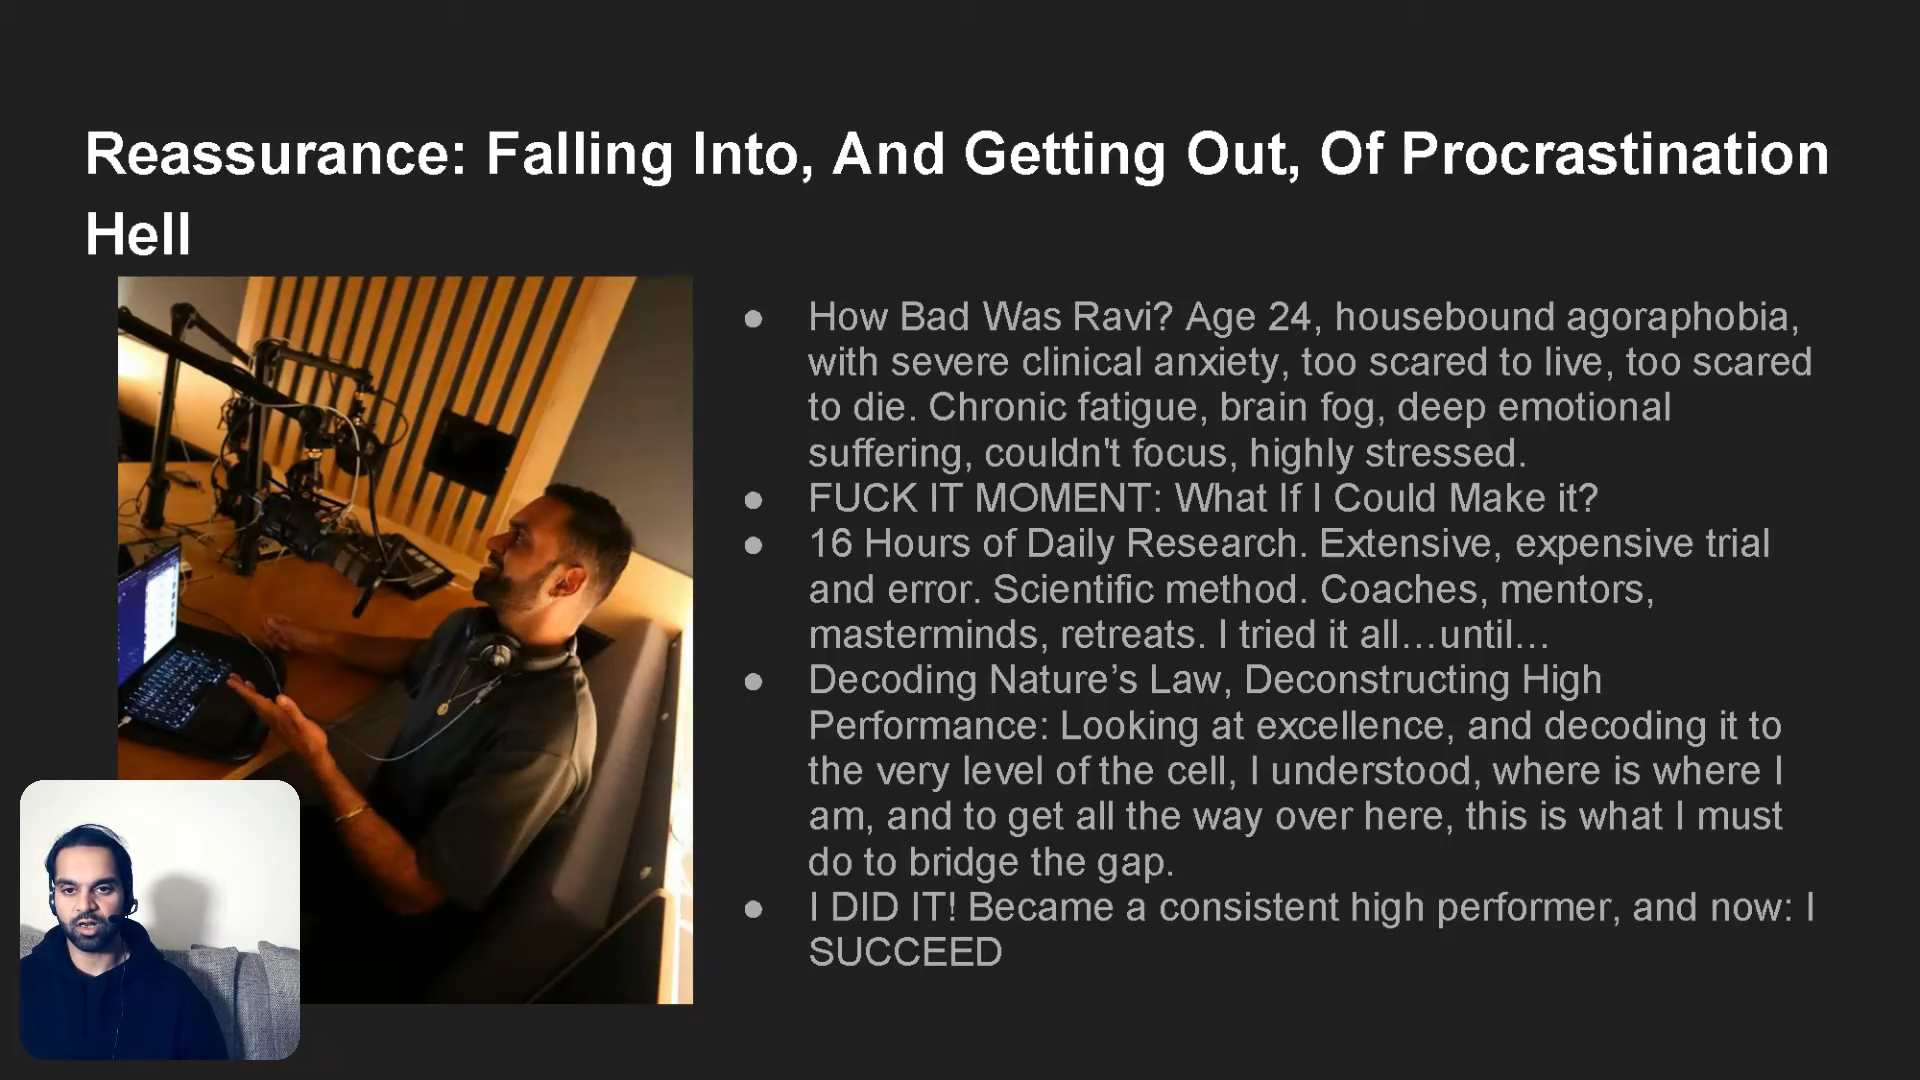 Reassurance: Falling Into, And Getting Out, Of Procrastination
Hell
● How Bad Was Ravi? Age 24, housebound agoraphobia,
with severe clinical anxiety, too scared to live, too scared
to die. Chronic fatigue, brain fog, deep emotional
suffering, couldn't focus, highly stressed.
● FUCK IT MOMENT: What If I Could Make it?
● 16 Hours of Daily Research. Extensive, expensive trial
and error. Scientific method. Coaches, mentors,
masterminds, retreats. I tried it all…until…
● Decoding Nature’s Law, Deconstructing High
Performance: Looking at excellence, and decoding it to
the very level of the cell, I understood, where is where I
am, and to get all the way over here, this is what I must
do to bridge the gap.
● I DID IT! Became a consistent high performer, and now: I
SUCCEED